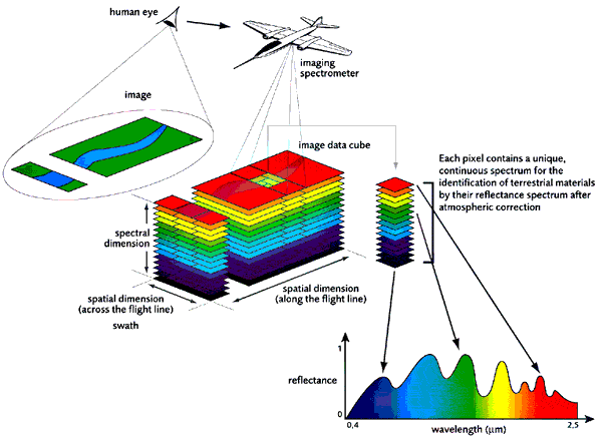 human eye
imaging
spectrometer
image
image data cube
Each pixel contains a unique,
continuous spectrum for the
identification of terrestrial materials
by their reflectance spectrum after
atmospheric correction
spectral
dimension
spatial dimension
(across the flight line)
swath
spatial dimension
(along the flight line)
1
reflectance
0
0,4
wavelength (µm)
2,5